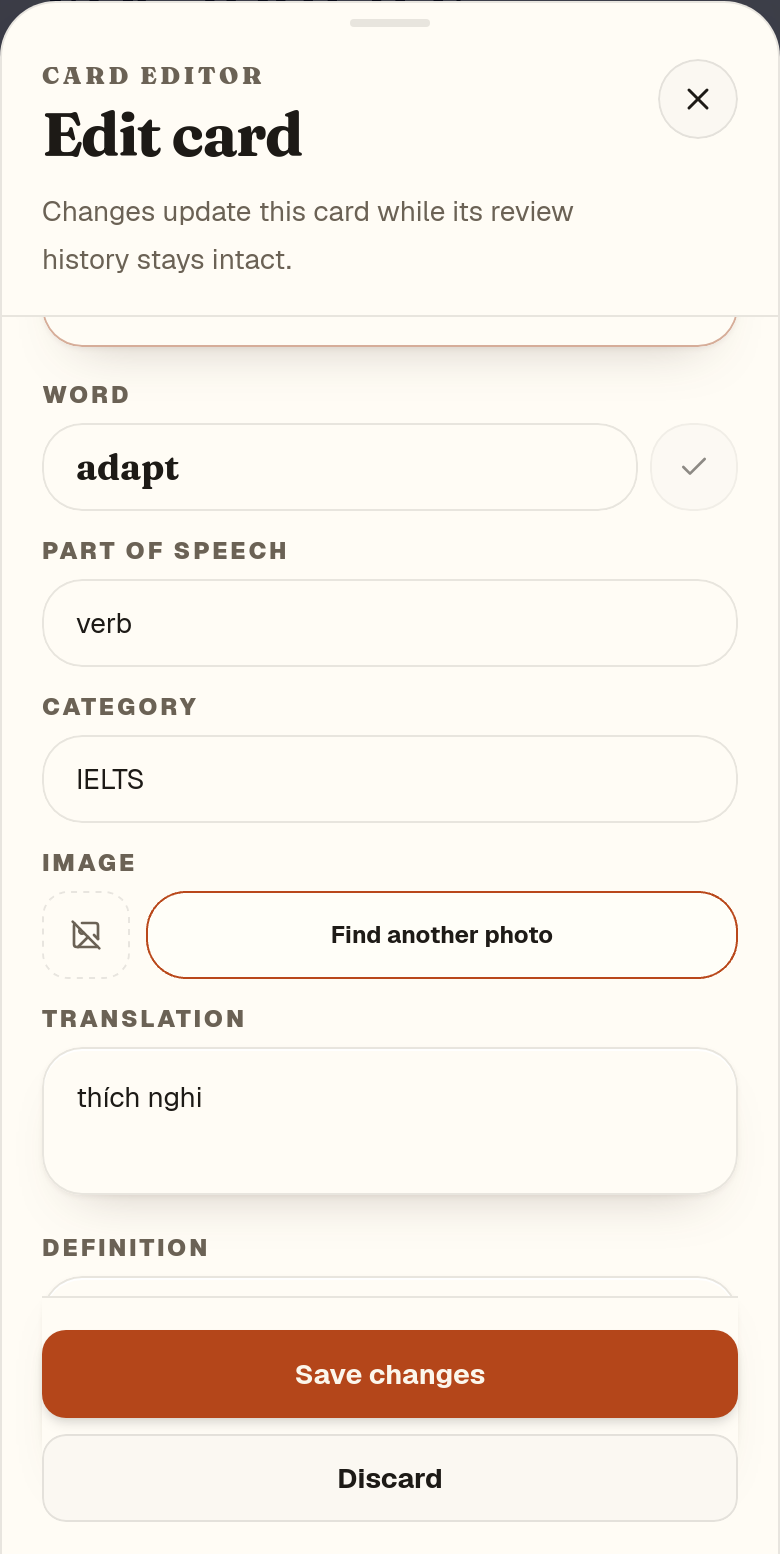 CARD EDITOR
Edit card
Changes update this card while its review
history stays intact.
WORD
adapt
PART OF SPEECH
verb
CATEGORY
IELTS
IMAGE
Find another photo
TRANSLATION
thích nghi
DEFINITION
Save changes
Discard